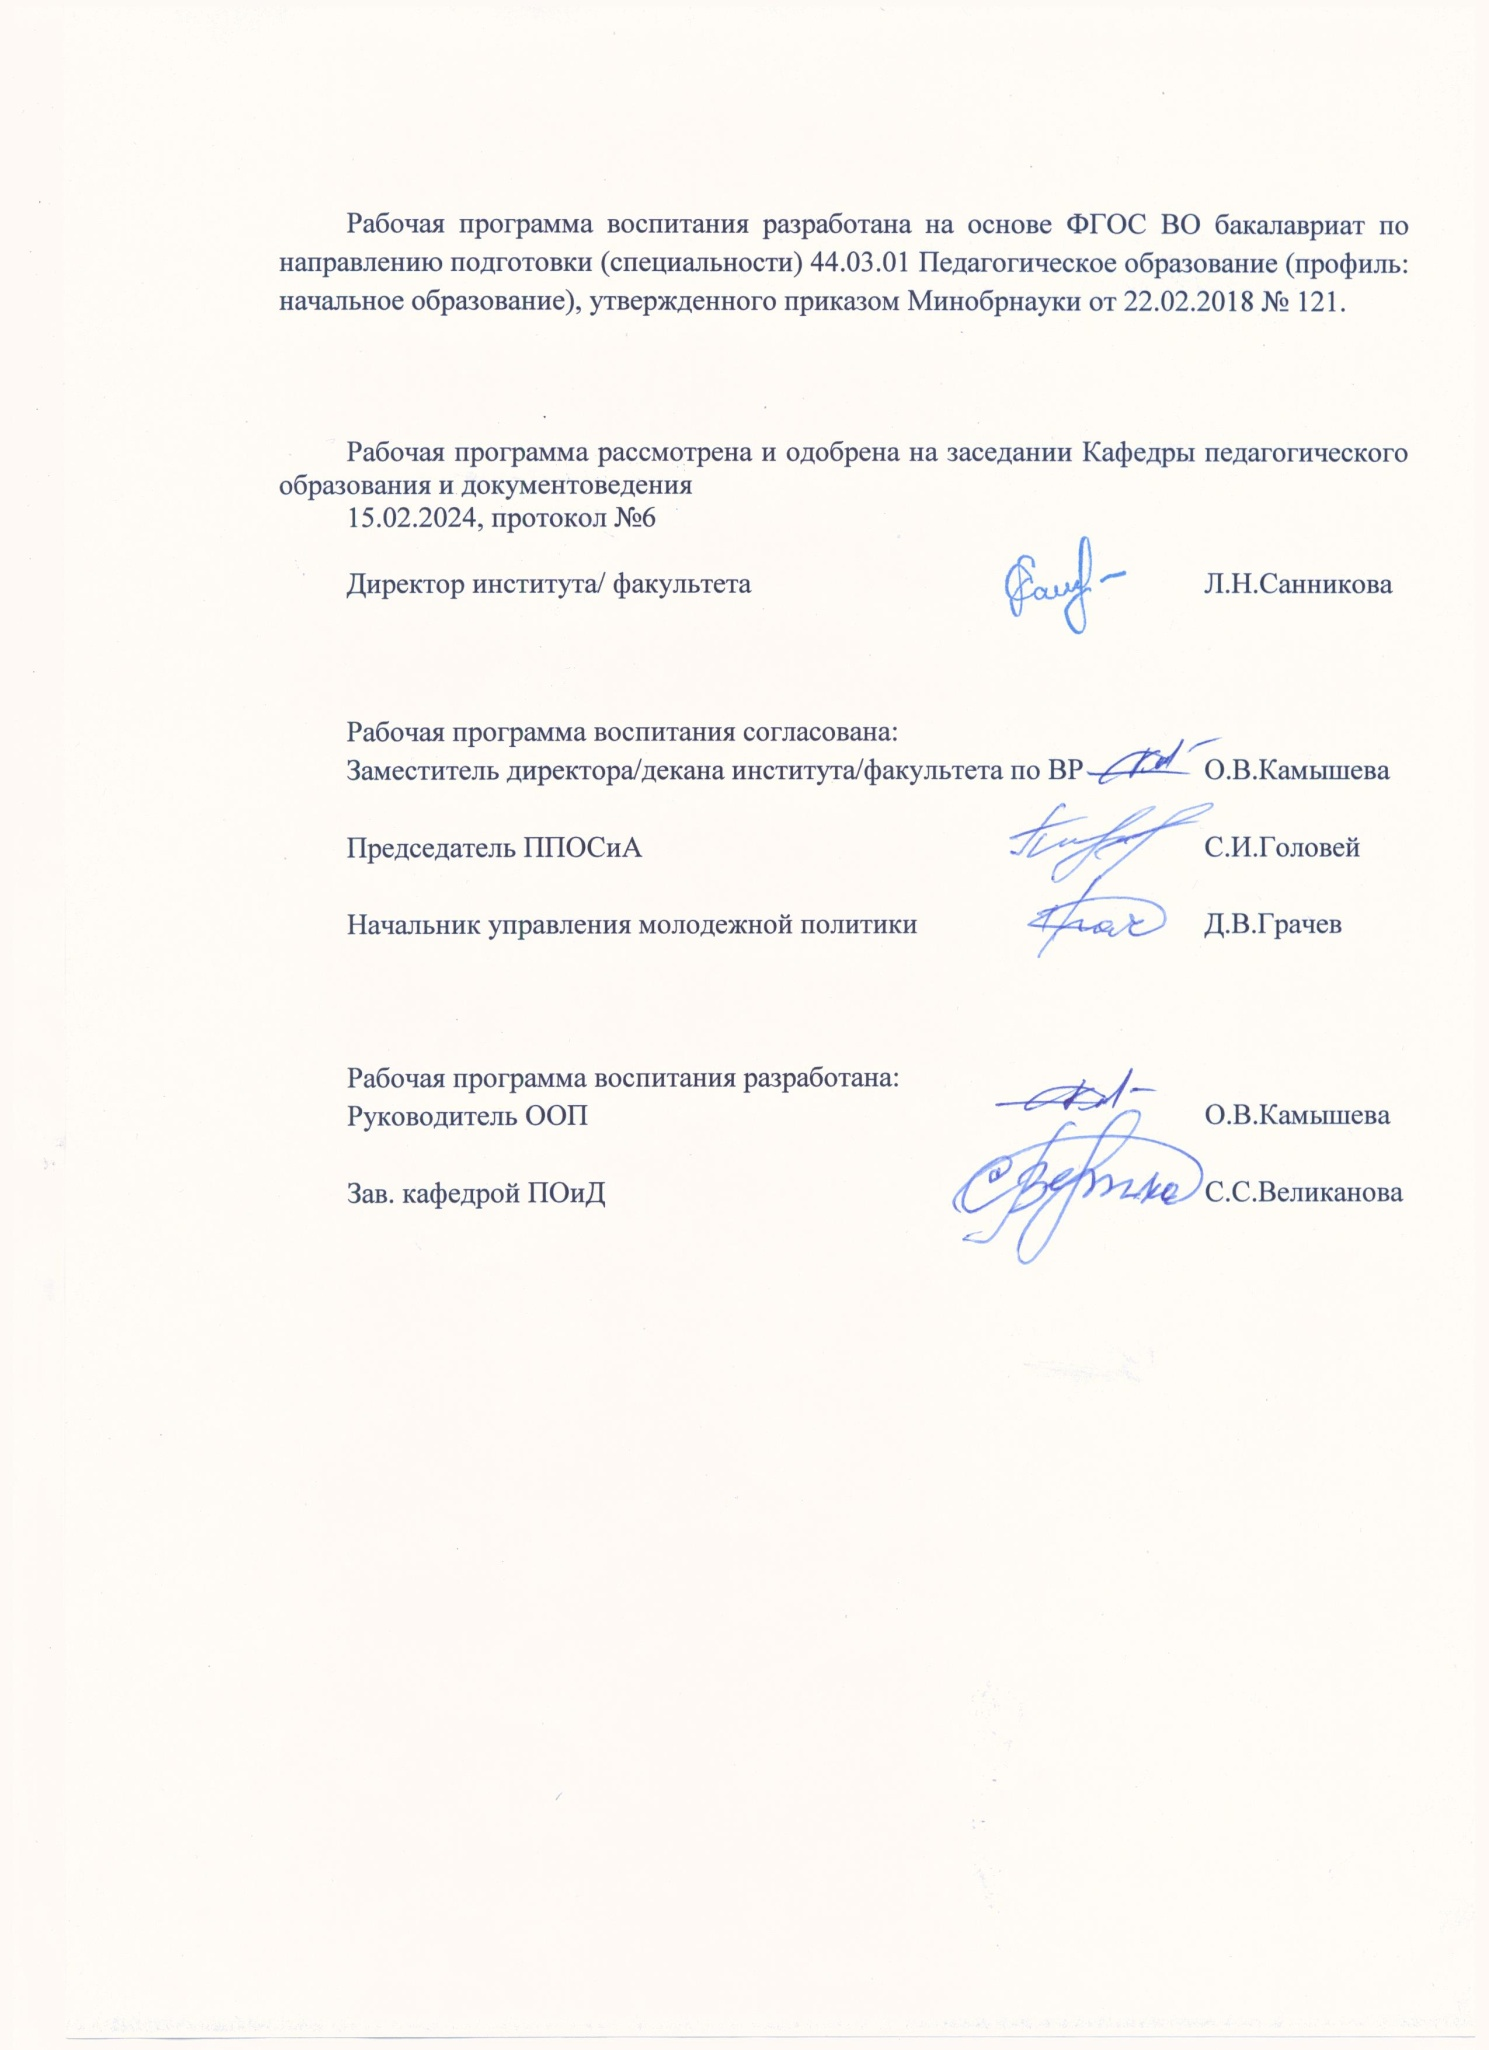 Рабочая программа воспитания разработана на основе ФГОС ВО бакалавриат по
направлению подготовки (специальности) 44.03.01 Педагогическое образование (профиль:
начальное образование), утвержденного приказом Минобрнауки от 22.02.2018 № 121.
Рабочая программа рассмотрена и одобрена на заседании Кафедры педагогического
образования и документоведения
15.02.2024, протокол №6
Директор института/ факультета Л.Н.Санникова
Рабочая программа воспитания согласована:
Заместитель директора/декана института/факультета по ВР О.В.Камышева
Председатель ППОСиА С.И.Головей
Начальник управления молодежной политики Д.В.Грачев
Рабочая программа воспитания разработана:
Руководитель ООП О.В.Камышева
Зав. кафедрой ПОиД С.С.Великанова